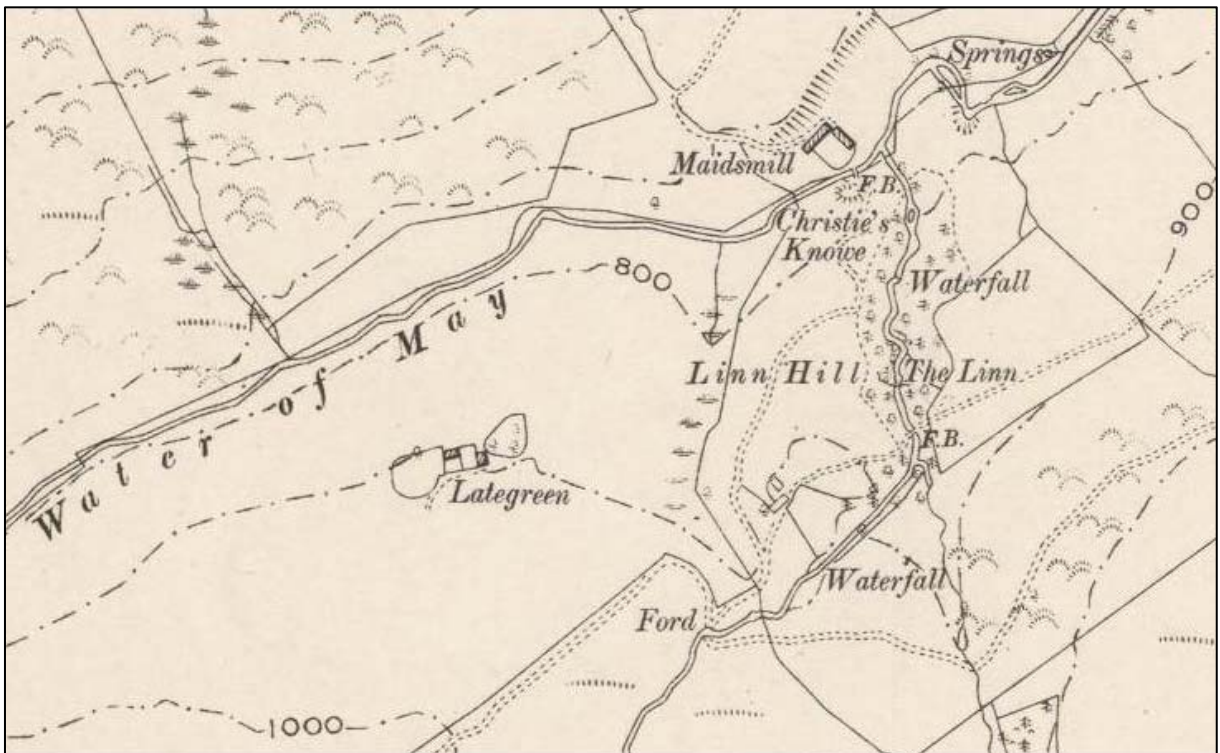 Springs
Maidsmill
F.B.
Christie's
Knowe
900
800
Waterfall
Water of May
Linn Hill
The Linn
F.B.
Lategreen
Waterfall
Ford
1000